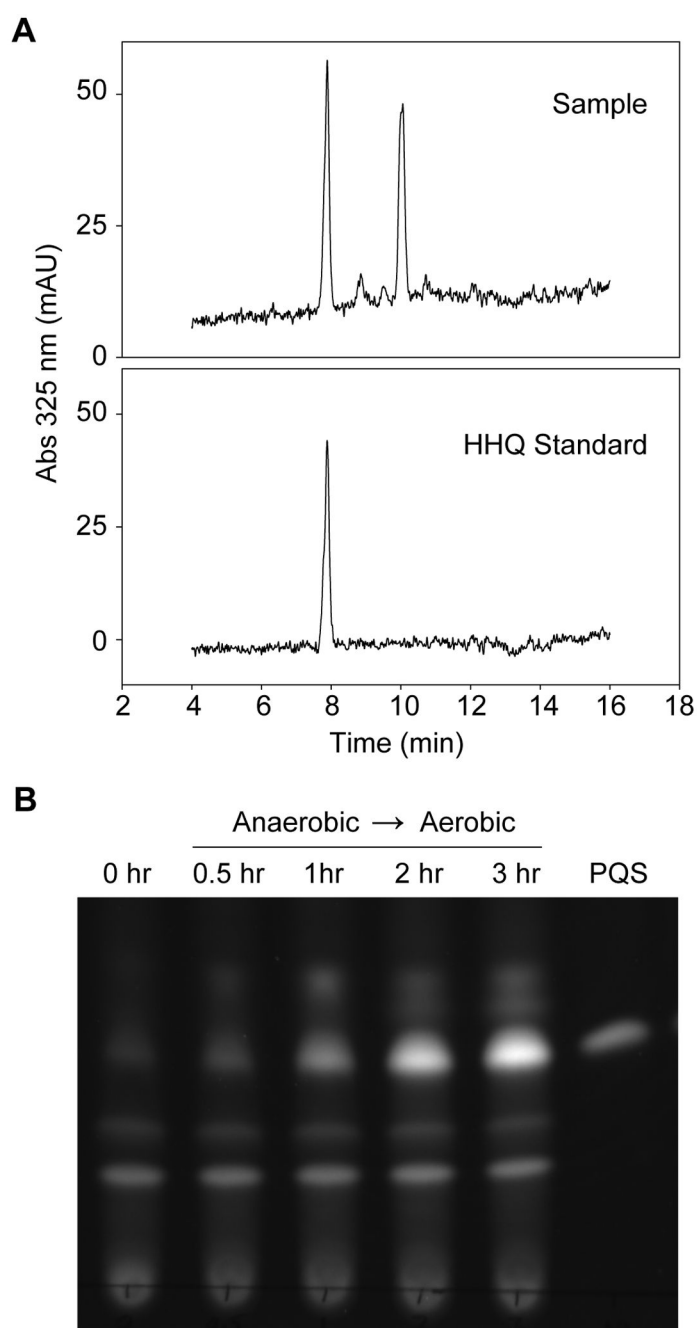 A
50
Sample
25
0
Abs 325 nm (mAU)
50
HHQ Standard
25
0
2 4 6 8 10 12 14 16 18
Time (min)
B
Anaerobic → Aerobic
0 hr 0.5 hr 1hr 2 hr 3 hr PQS